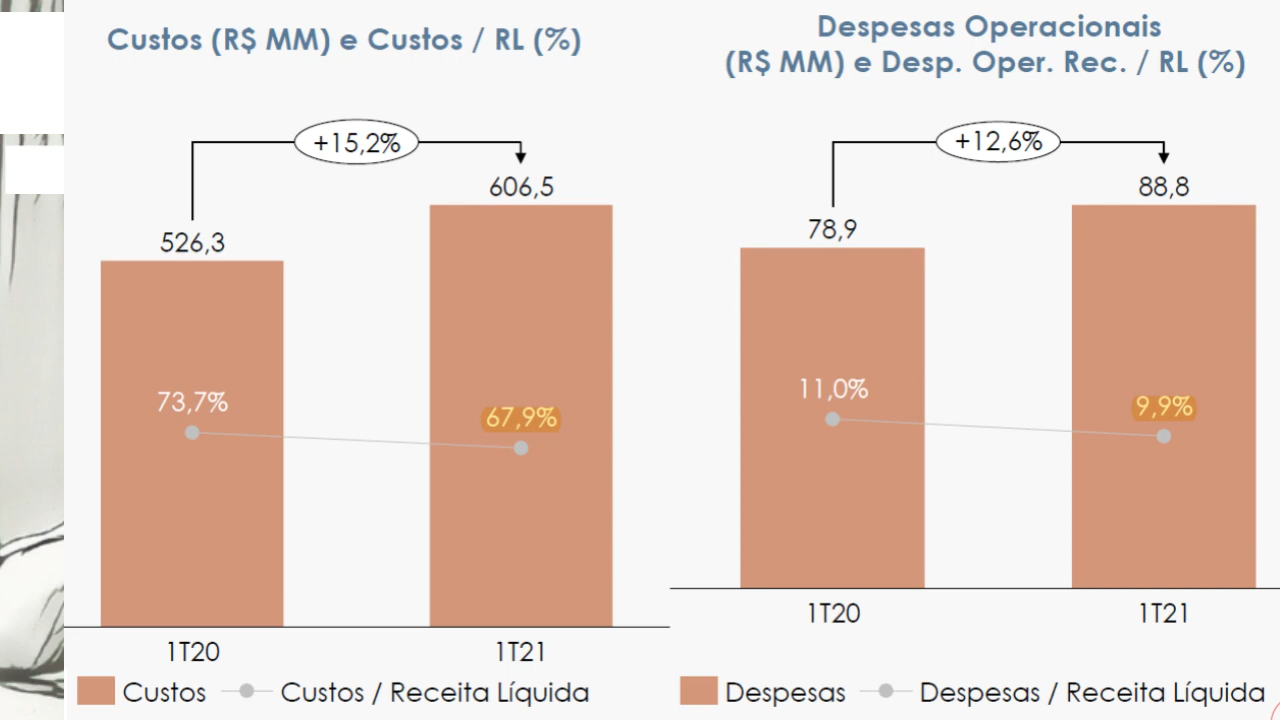 Custos (R$ MM) e Custos / RL (%)
+15,2%
526,3
606,5
73,7%
67,9%
1T20
1T21
Custos
Custos / Receita Líquida
Despesas Operacionais
(R$ MM) e Desp. Oper. Rec. / RL (%)
+12,6%
78,9
88,8
11,0%
9,9%
1T20
1T21
Despesas
Despesas / Receita Líquida